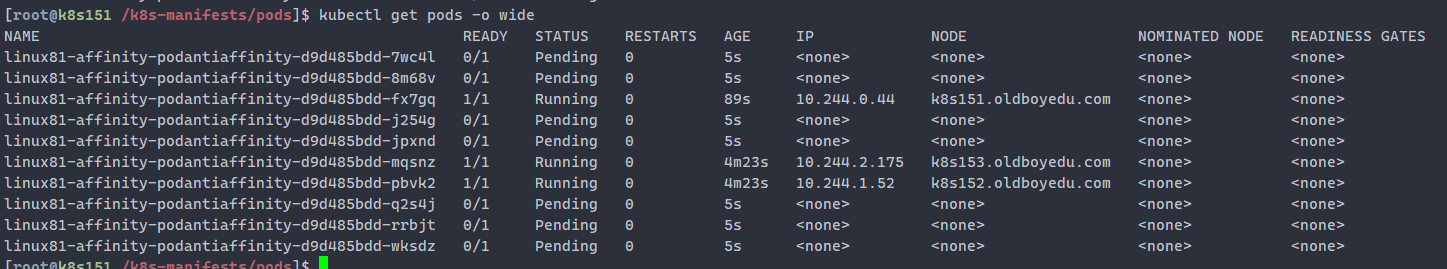 [root@k8s151 /k8s-manifests/pods]$ kubectl get pods -o wide
NAME READY STATUS RESTARTS AGE IP NODE NOMINATED NODE READINESS GATES
linux81-affinity-podantiaffinity-d9d485bdd-7wc4l 0/1 Pending 0 5s <none> <none> <none> <none>
linux81-affinity-podantiaffinity-d9d485bdd-8m68v 0/1 Pending 0 5s <none> <none> <none> <none>
linux81-affinity-podantiaffinity-d9d485bdd-fx7gq 1/1 Running 0 89s 10.244.0.44 k8s151.oldboyedu.com <none> <none>
linux81-affinity-podantiaffinity-d9d485bdd-j254g 0/1 Pending 0 5s <none> <none> <none> <none>
linux81-affinity-podantiaffinity-d9d485bdd-jpxnd 0/1 Pending 0 5s <none> <none> <none> <none>
linux81-affinity-podantiaffinity-d9d485bdd-mqsnz 1/1 Running 0 4m23s 10.244.2.175 k8s153.oldboyedu.com <none> <none>
linux81-affinity-podantiaffinity-d9d485bdd-pbvk2 1/1 Running 0 4m23s 10.244.1.52 k8s152.oldboyedu.com <none> <none>
linux81-affinity-podantiaffinity-d9d485bdd-q2s4j 0/1 Pending 0 5s <none> <none> <none> <none>
linux81-affinity-podantiaffinity-d9d485bdd-rrbjt 0/1 Pending 0 5s <none> <none> <none> <none>
linux81-affinity-podantiaffinity-d9d485bdd-wksdz 0/1 Pending 0 5s <none> <none> <none> <none>
[root@k8s151 /k8s-manifests/pods]$